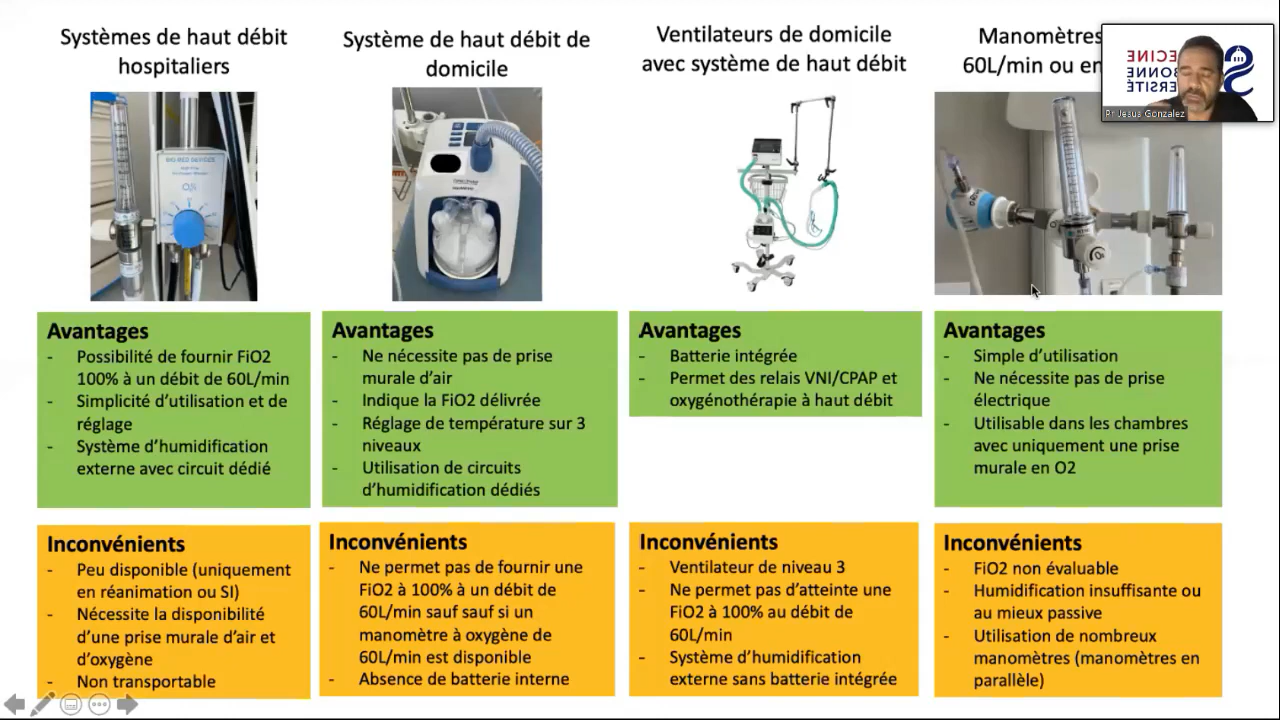 Systèmes de haut débit
hospitaliers
Système de haut débit de
domicile
Ventilateurs de domicile
avec système de haut débit
Manomètres
60L/min ou en
ECINE
BONNE
ERSITÉ
Pr Jesus Gonzalez
Avantages
- Possibilité de fournir FiO2
100% à un débit de 60L/min
- Simplicité d'utilisation et de
réglage
- Système d'humidification
externe avec circuit dédié
Avantages
- Ne nécessite pas de prise
murale d'air
- Indique la FiO2 délivrée
- Réglage de température sur 3
niveaux
- Utilisation de circuits
d'humidification dédiés
Avantages
- Batterie intégrée
- Permet des relais VNI/CPAP et
oxygénothérapie à haut débit
Avantages
- Simple d'utilisation
- Ne nécessite pas de prise
électrique
- Utilisable dans les chambres
avec uniquement une prise
murale en O2
Inconvénients
- Peu disponible (uniquement
en réanimation ou SI)
- Nécessite la disponibilité
d'une prise murale d'air et
d'oxygène
- Non transportable
Inconvénients
- Ne permet pas de fournir une
FiO2 à 100% à un débit de
60L/min sauf sauf si un
manomètre à oxygène de
60L/min est disponible
- Absence de batterie interne
Inconvénients
- Ventilateur de niveau 3
- Ne permet pas d'atteinte une
FiO2 à 100% au débit de
60L/min
- Système d'humidification
externe sans batterie intégrée
Inconvénients
- FiO2 non évaluable
- Humidification insuffisante ou
au mieux passive
- Utilisation de nombreux
manomètres (manomètres en
parallèle)